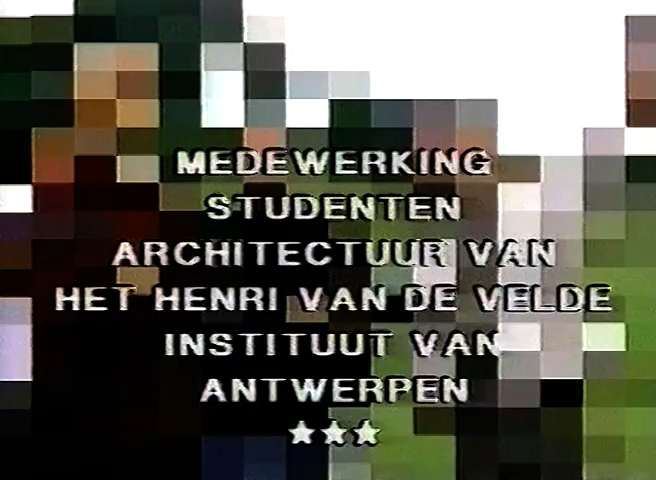 MEDEWERKING
STUDENTEN
ARCHITECTUUR VAN
HET HENRI VAN DE VELDE
INSTITUUT VAN
ANTWERPEN
★★★